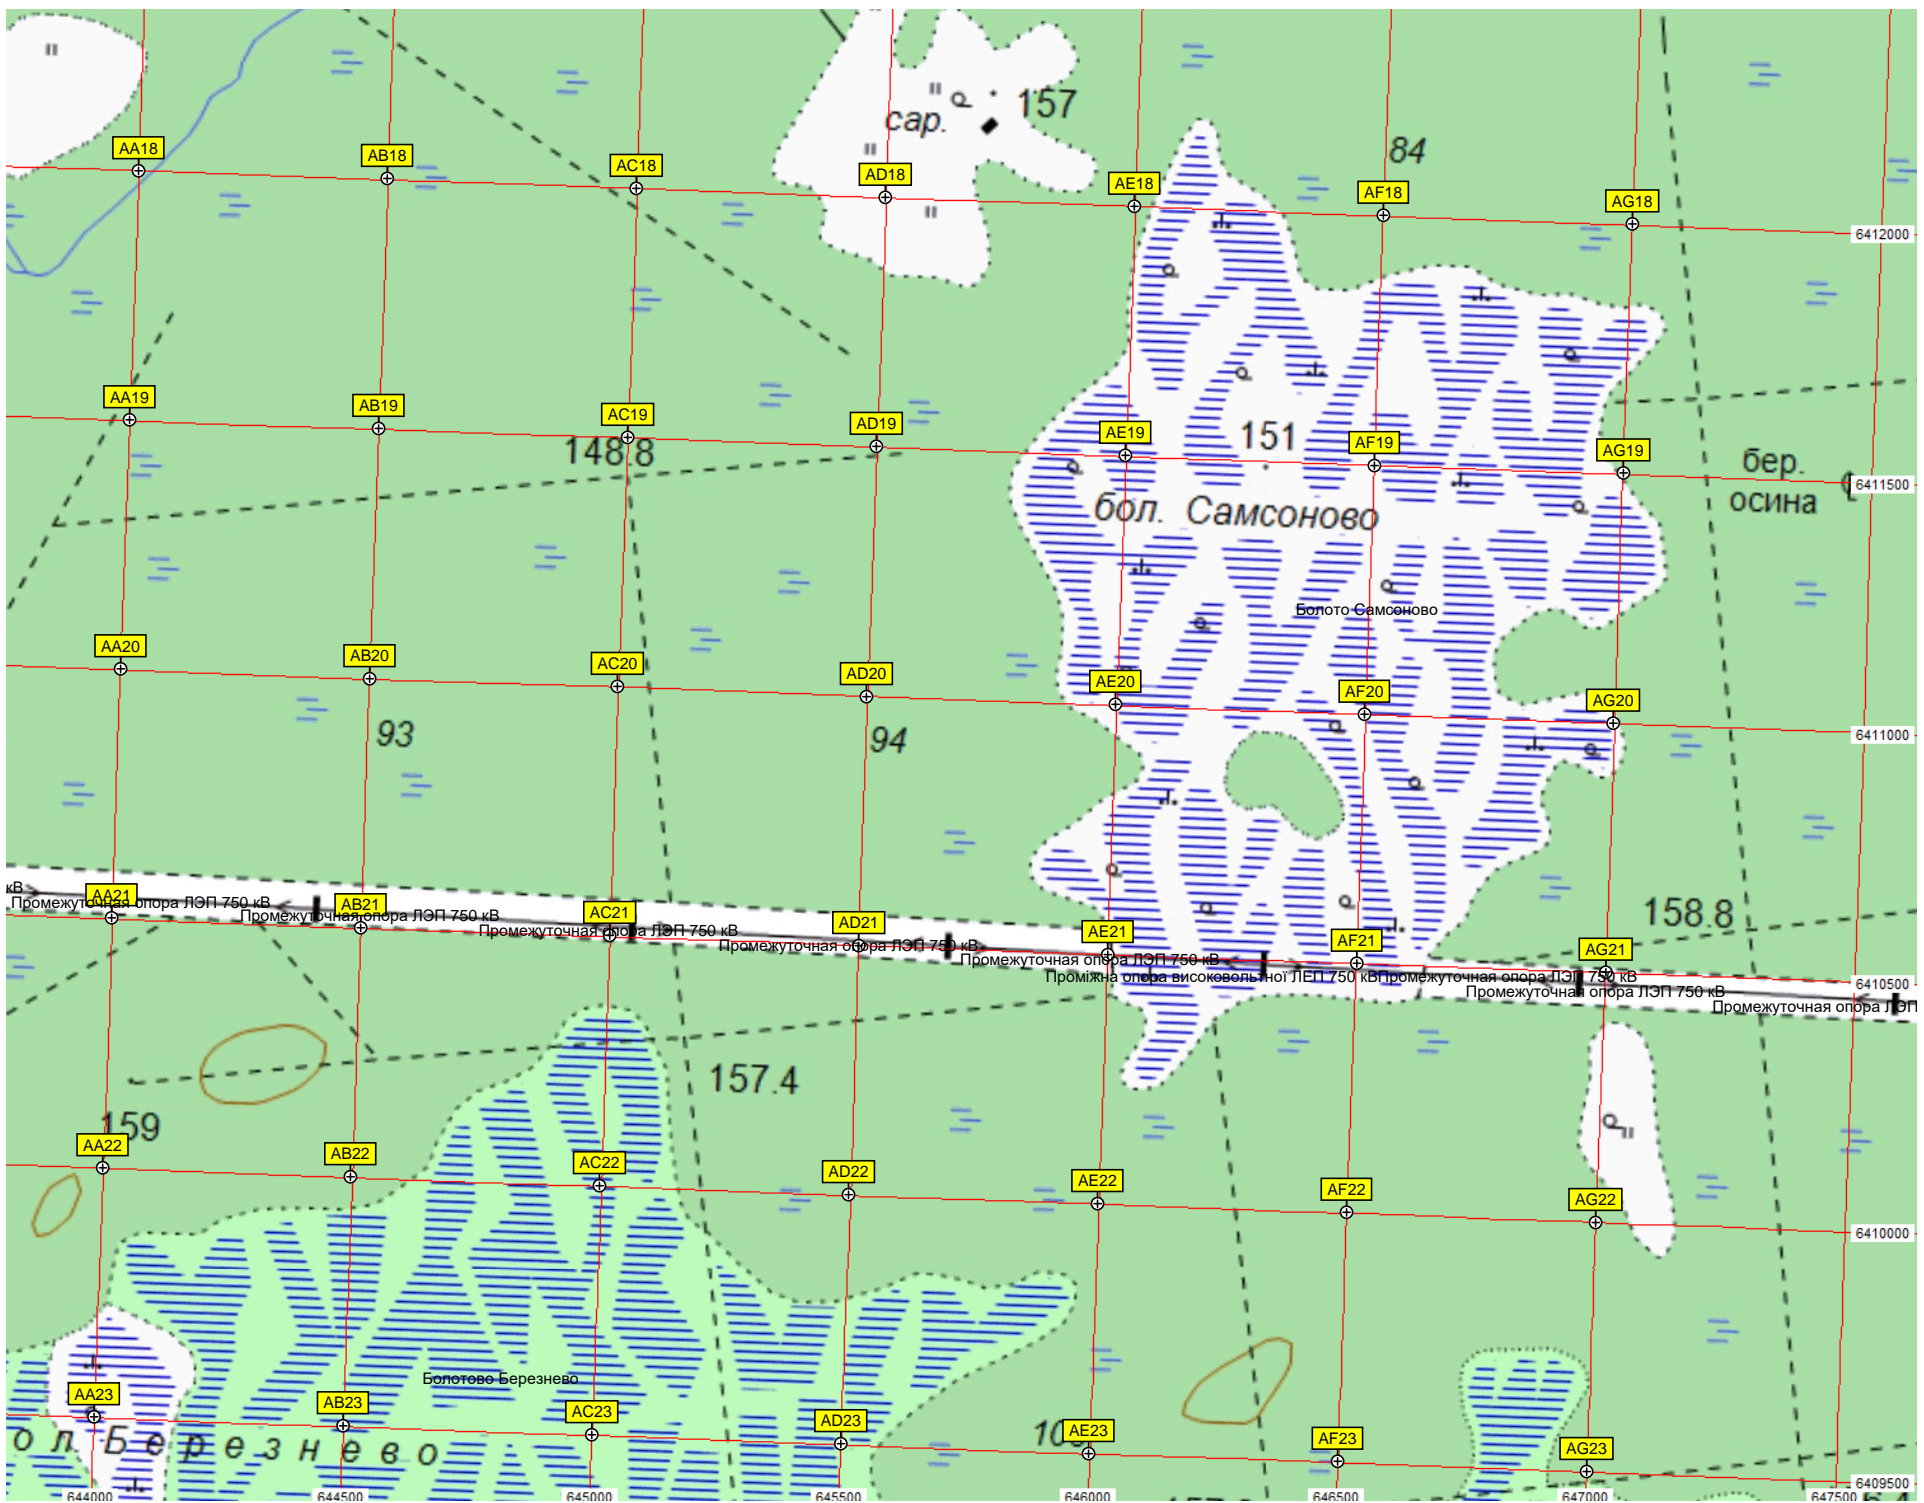 157
сар.
84
AA18
AB18
AC18
AD18
AE18
AF18
AG18
6412000
AA19
AB19
AC19
AD19
AE19
AF19
AG19
148.8
151
бер.
осина
6411500
бол. Самсоново
Болото Самсоново
AA20
AB20
AC20
AD20
AE20
AF20
AG20
93
94
6411000
кВ
AA21
AB21
AC21
AD21
AE21
AF21
AG21
158.8
Промежуточная опора ЛЭП 750 кВ
Промежуточная опора ЛЭП 750 кВ
Промежуточная опора ЛЭП 750 кВ
Промежуточная опора ЛЭП 750 кВ
Промежуточная опора ЛЭП 750 кВ
Проміжна опора високовольтної ЛЕП 750 кВ
Промежуточная опора ЛЭП 750 кВ
Промежуточная опора ЛЭП 750 кВ
Промежуточная опора ЛЭП
6410500
157.4
159
AA22
AB22
AC22
AD22
AE22
AF22
AG22
6410000
Болотово Березнево
AA23
AB23
AC23
AD23
AE23
AF23
AG23
ол. Березнево
6409500
644000
644500
645000
645500
646000
646500
647000
647500